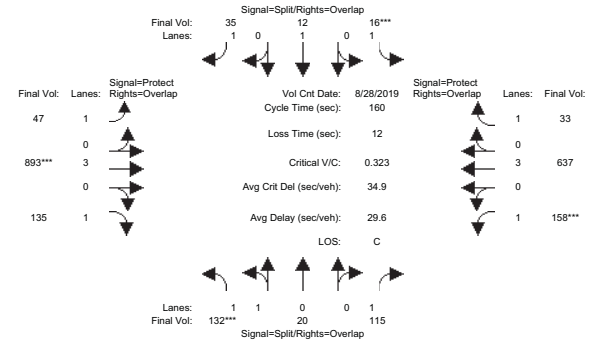 Signal=Split/Rights=Overlap
Final Vol: 35 12 16***
Lanes: 1 0 1 0 1
Signal=Protect Signal=Protect
Final Vol: Lanes: Rights=Overlap Vol Cnt Date: 8/28/2019 Rights=Overlap Lanes: Final Vol:
Cycle Time (sec): 160
47 1 1 33
Loss Time (sec): 12
0 0
893*** 3 Critical V/C: 0.323 3 637
0 Avg Crit Del (sec/veh): 34.9 0
135 1 Avg Delay (sec/veh): 29.6 1 158***
LOS: C
Lanes: 1 1 0 0 1
Final Vol: 132*** 20 115
Signal=Split/Rights=Overlap